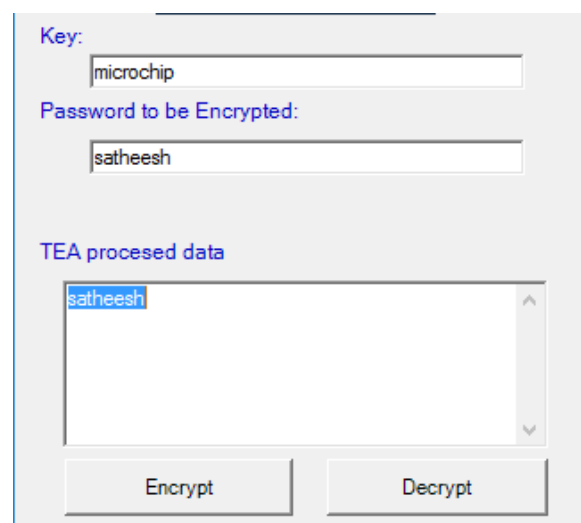 Key:
microchip
Password to be Encrypted:
satheesh
TEA procesed data
satheesh
Encrypt
Decrypt